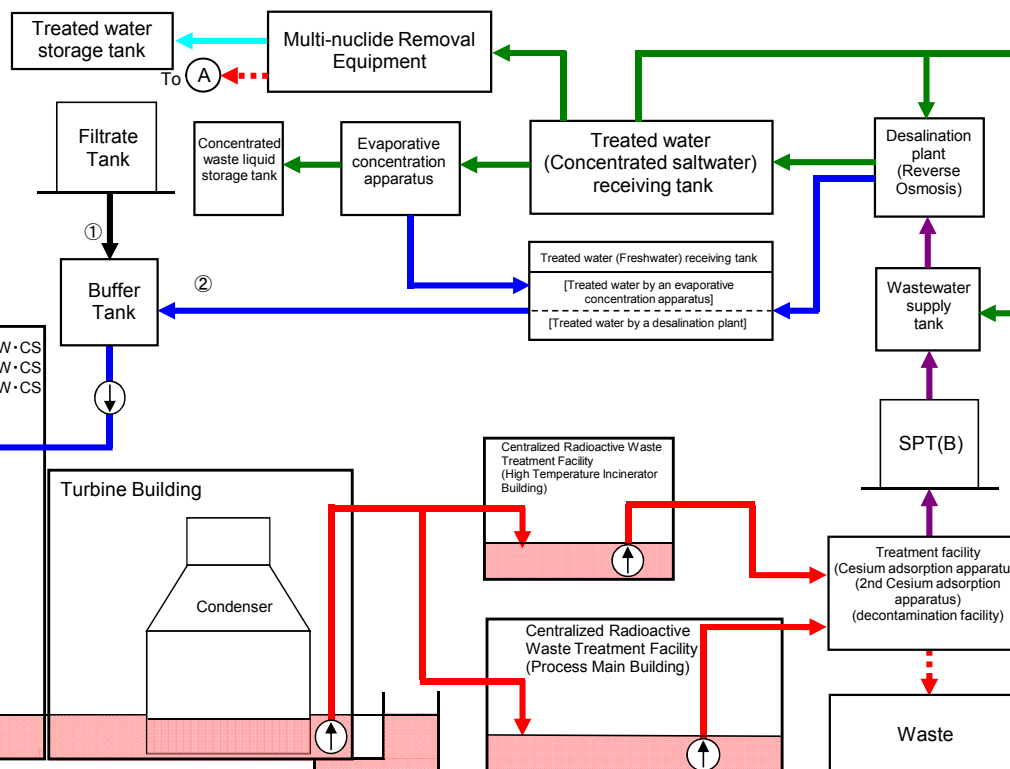 Treated water
storage tank
Multi-nuclide Removal
Equipment
To
A
Filtrate
Tank
Concentrated
waste liquid
storage tank
Evaporative
concentration
apparatus
Treated water
(Concentrated saltwater)
receiving tank
Desalination
plant
(Reverse
Osmosis)
①
Buffer
Tank
②
Treated water (Freshwater) receiving tank
[Treated water by an evaporative
concentration apparatus]
[Treated water by a desalination plant]
Wastewater
supply
tank
W・CS
W・CS
W・CS
SPT(B)
Turbine Building
Condenser
Centralized Radioactive Waste
Treatment Facility
(High Temperature Incinerator
Building)
Treatment facility
(Cesium adsorption apparatu
(2nd Cesium adsorption
apparatus)
(decontamination facility)
Centralized Radioactive
Waste Treatment Facility
(Process Main Building)
Waste